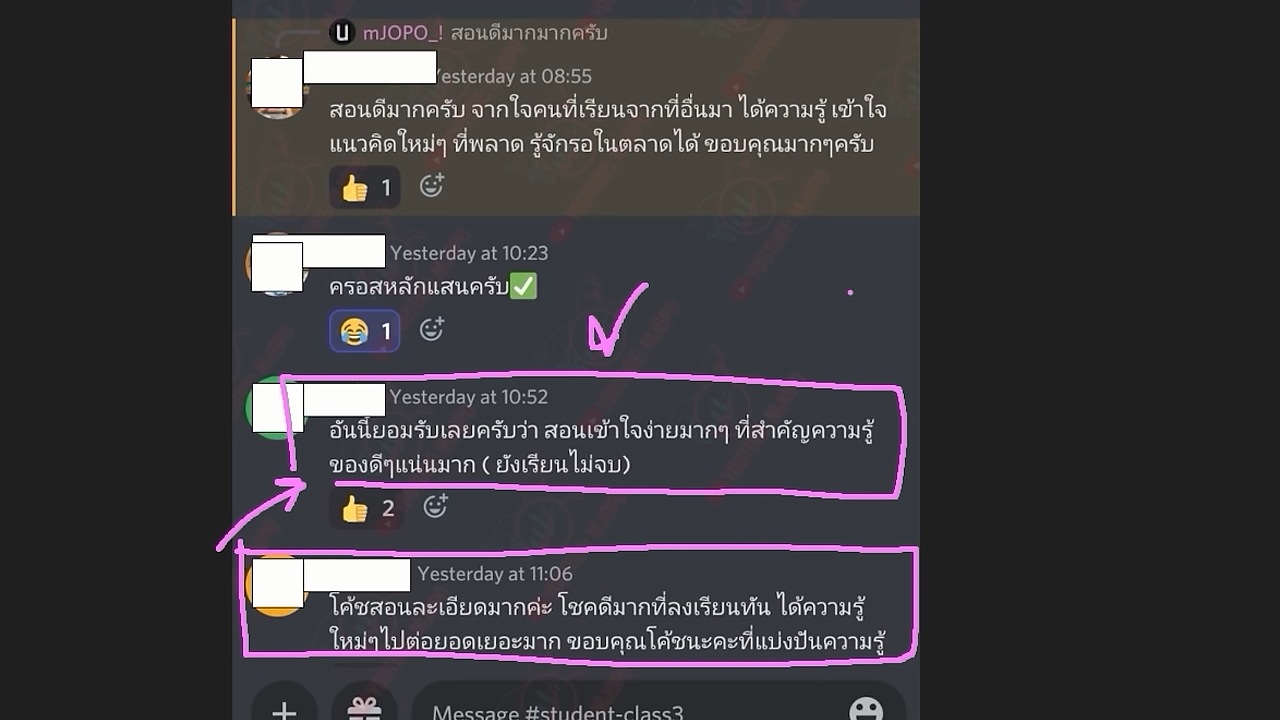 U mJOPO_! สอนดีมากมากครับ
Yesterday at 08:55
สอนดีมากครับ จากใจคนที่เรียนจากที่อื่นมา ได้ความรู้ เข้าใจ
แนวคิดใหม่ๆ ที่พลาด รู้จักรอในตลาดได้ ขอบคุณมากๆครับ
1
Yesterday at 10:23
ครอสหลักแสนครับ
1
Yesterday at 10:52
อันนี้ยอมรับเลยครับว่า สอนเข้าใจง่ายมากๆ ที่สำคัญความรู้
ของดีๆแน่นมาก ( ยังเรียนไม่จบ)
2
Yesterday at 11:06
โค้ชสอนละเอียดมากค่ะ โชคดีมากที่ลงเรียนทัน ได้ความรู้
ใหม่ๆไปต่อยอดเยอะมาก ขอบคุณโค้ชนะคะที่แบ่งปันความรู้
Message #student-class3